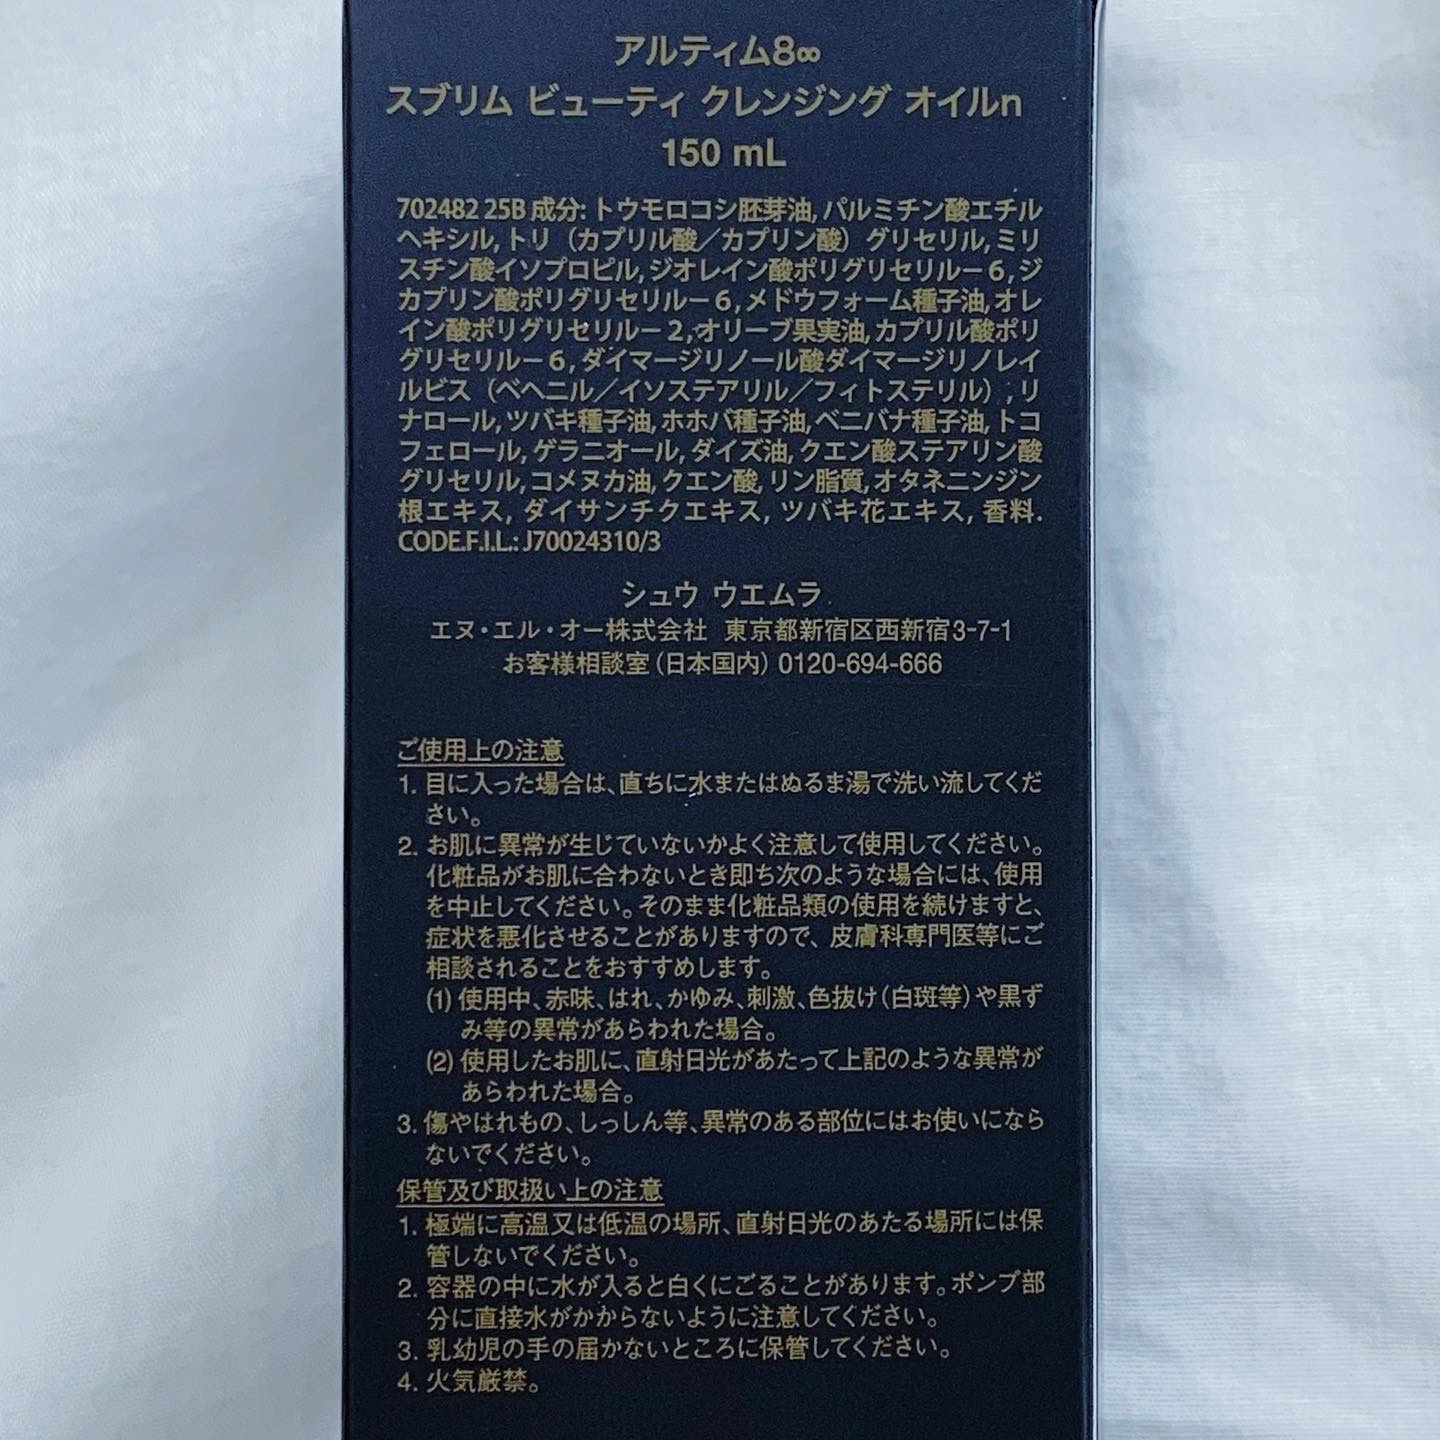 アルティム8∞
スブリム ビューティ クレンジング オイルn
150 mL
702482 25B 成分: トウモロコシ胚芽油, パルミチン酸エチル
ヘキシル, トリ（カプリル酸／カプリン酸）グリセリル, ミリ
スチン酸イソプロピル, ジオレイン酸ポリグリセリル－6, ジ
カプリン酸ポリグリセリル－6, メドウフォーム種子油, オレ
イン酸ポリグリセリル－2, オリーブ果実油, カプリル酸ポリ
グリセリル－6, ダイマージリノール酸ダイマージリノレイ
ルビス（ベヘニル／イソステアリル／フィトステリル）, リ
ナロール, ツバキ種子油, ホホバ種子油, ベニバナ種子油, トコ
フェロール, ゲラニオール, ダイズ油, クエン酸ステアリン酸
グリセリル, コメヌカ油, クエン酸, リン脂質, オタネニンジン
根エキス, ダイサンチクエキス, ツバキ花エキス, 香料.
CODE.F.I.L.: J70024310/3
シュウ ウエムラ
エヌ・エル・オー株式会社 東京都新宿区西新宿3-7-1
お客様相談室（日本国内）0120-694-666
ご使用上の注意
1. 目に入った場合は、直ちに水またはぬるま湯で洗い流してくだ
さい。
2. お肌に異常が生じていないかよく注意して使用してください。
化粧品がお肌に合わないとき即ち次のような場合には、使用
を中止してください。そのまま化粧品類の使用を続けますと、
症状を悪化させることがありますので、皮膚科専門医等にご
相談されることをおすすめします。
(1) 使用中、赤味、はれ、かゆみ、刺激、色抜け（白斑等）や黒ず
み等の異常があらわれた場合。
(2) 使用したお肌に、直射日光があたって上記のような異常が
あらわれた場合。
3. 傷やはれもの、しっしん等、異常のある部位にはお使いになら
ないでください。
保管及び取扱い上の注意
1. 極端に高温又は低温の場所、直射日光のあたる場所には保
管しないでください。
2. 容器の中に水が入ると白くにごることがあります。ポンプ部
分に直接水がかからないように注意してください。
3. 乳幼児の手の届かないところに保管してください。
4. 火気厳禁。